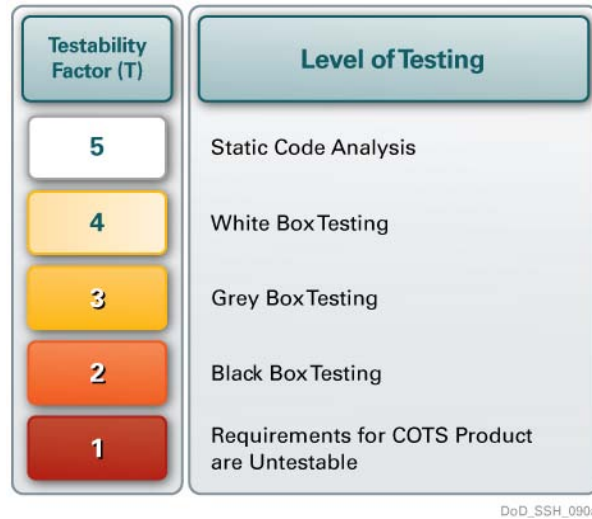 Testability
Factor (T)
Level of Testing
5
Static Code Analysis
4
White Box Testing
3
Grey Box Testing
2
Black Box Testing
1
Requirements for COTS Product
are Untestable